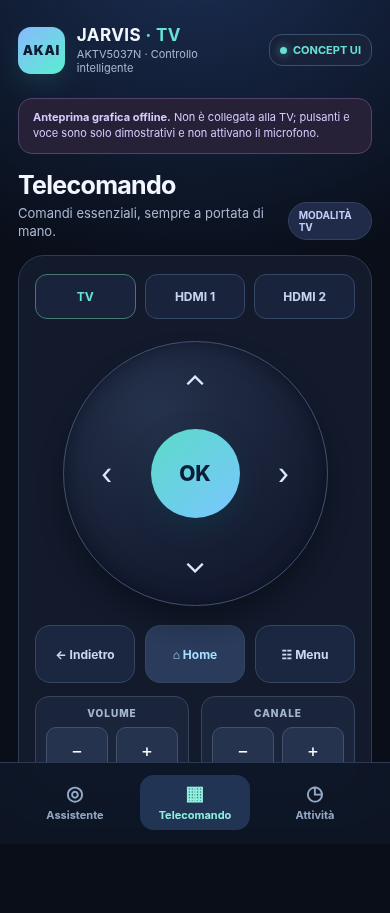 AKAI
JARVIS · TV
AKTV5037N · Controllo
intelligente
CONCEPT UI
Anteprima grafica offline. Non è collegata alla TV; pulsanti e
voce sono solo dimostrativi e non attivano il microfono.
Telecomando
Comandi essenziali, sempre a portata di
mano.
MODALITÀ
TV
TV
HDMI 1
HDMI 2
OK
← Indietro
⌂ Home
☷ Menu
VOLUME
CANALE
− + − +
Assistente
Telecomando
Attività